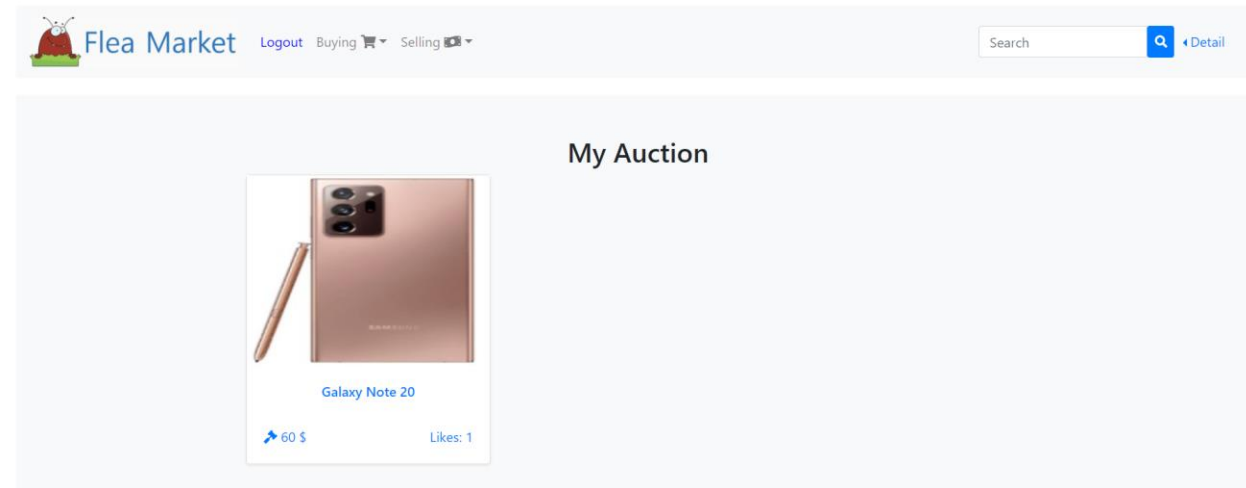 Flea Market Logout Buying Selling Search Detail
My Auction
Galaxy Note 20
60 $ Likes: 1